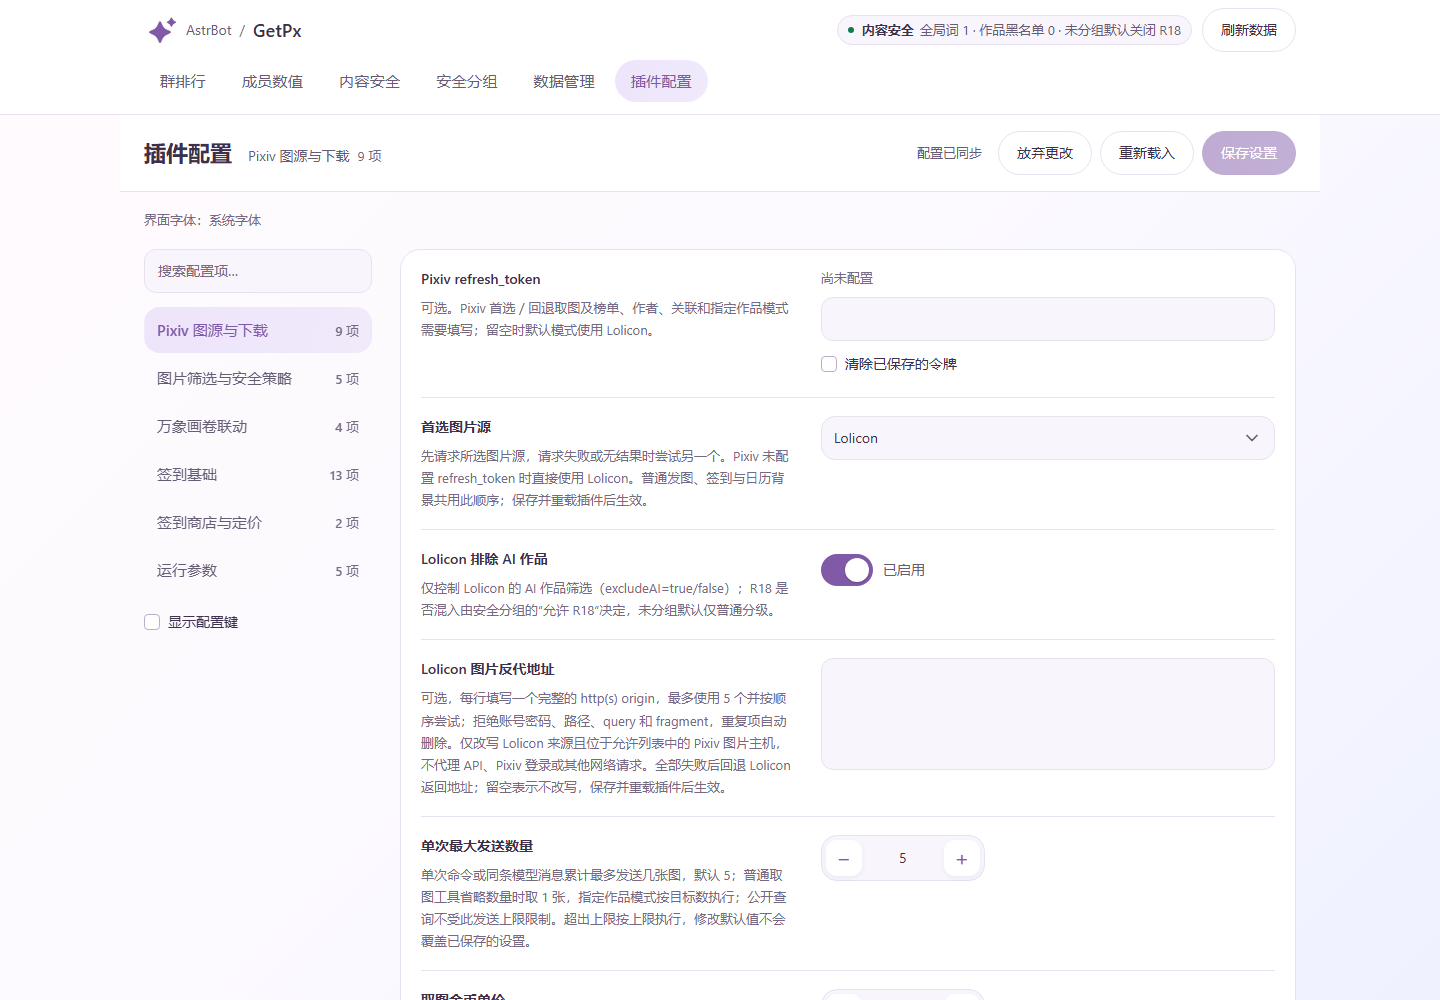 AstrBot / GetPx
内容安全 全局词 1 · 作品黑名单 0 · 未分组默认关闭 R18
刷新数据
群排行
成员数值
内容安全
安全分组
数据管理
插件配置
插件配置
Pixiv 图源与下载 9 项
配置已同步
放弃更改
重新载入
保存设置
界面字体：系统字体
搜索配置项...
Pixiv 图源与下载 9 项
图片筛选与安全策略 5 项
万象画卷联动 4 项
签到基础 13 项
签到商店与定价 2 项
运行参数 5 项
显示配置键
Pixiv refresh_token
可选。Pixiv 首选 / 回退取图及榜单、作者、关联和指定作品模式
需要填写；留空时默认模式使用 Lolicon。
尚未配置
清除已保存的令牌
首选图片源
先请求所选图片源，请求失败或无结果时尝试另一个。Pixiv 未配
置 refresh_token 时直接使用 Lolicon。普通发图、签到与日历背
景共用此顺序；保存并重载插件后生效。
Lolicon
Lolicon 排除 AI 作品
仅控制 Lolicon 的 AI 作品筛选（excludeAI=true/false）；R18 是
否混入由安全分组的“允许 R18”决定，未分组默认仅普通分级。
已启用
Lolicon 图片反代地址
可选，每行填写一个完整的 http(s) origin，最多使用 5 个并按顺
序尝试；拒绝账号密码、路径、query 和 fragment，重复项自动
删除。仅改写 Lolicon 来源且位于允许列表中的 Pixiv 图片主机，
不代理 API、Pixiv 登录或其他网络请求。全部失败后回退 Lolicon
返回地址；留空表示不改写，保存并重载插件后生效。
单次最大发送数量
单次命令或同条模型消息累计最多发送几张图，默认 5；普通取
图工具省略数量时取 1 张，指定作品模式按目标数执行；公开查
询不受此发送上限限制。超出上限按上限执行，修改默认值不会
覆盖已保存的设置。
− 5 +
取图金币单价